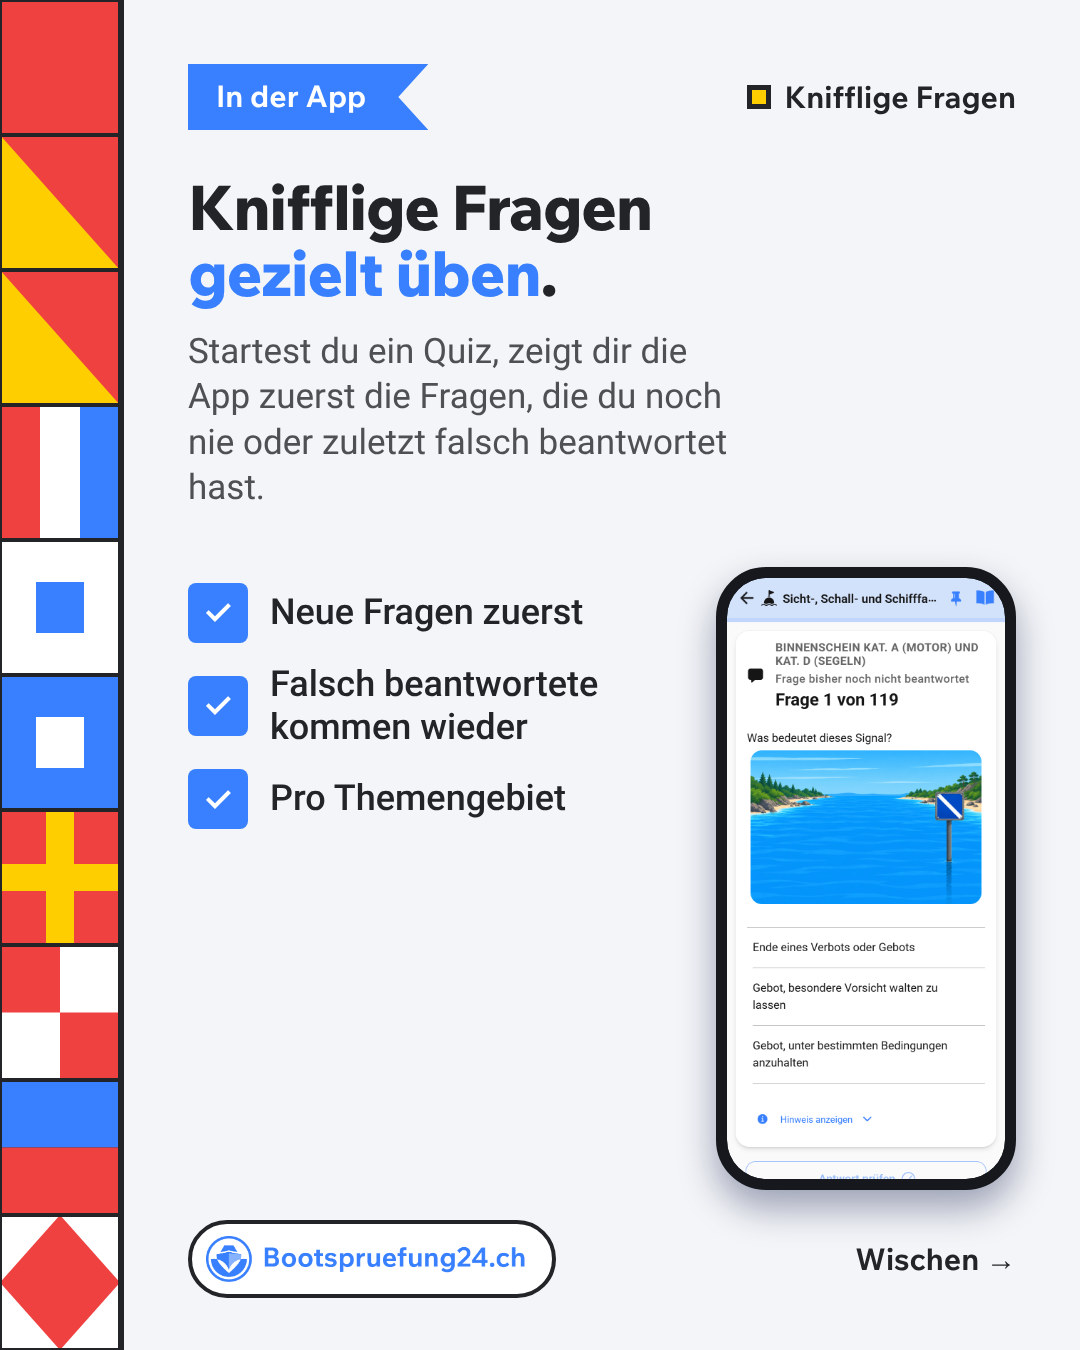 In der App
Knifflige Fragen
Knifflige Fragen
gezielt üben.
Startest du ein Quiz, zeigt dir die
App zuerst die Fragen, die du noch
nie oder zuletzt falsch beantwortet
hast.
Neue Fragen zuerst
Falsch beantwortete
kommen wieder
Pro Themengebiet
Sicht-, Schall- und Schifffa...
BINNENSCHEIN KAT. A (MOTOR) UND
KAT. D (SEGELN)
Frage bisher noch nicht beantwortet
Frage 1 von 119
Was bedeutet dieses Signal?
Ende eines Verbots oder Gebots
Gebot, besondere Vorsicht walten zu
lassen
Gebot, unter bestimmten Bedingungen
anzuhalten
Hinweis anzeigen
Antwort prüfen
Bootspruefung24.ch
Wischen →